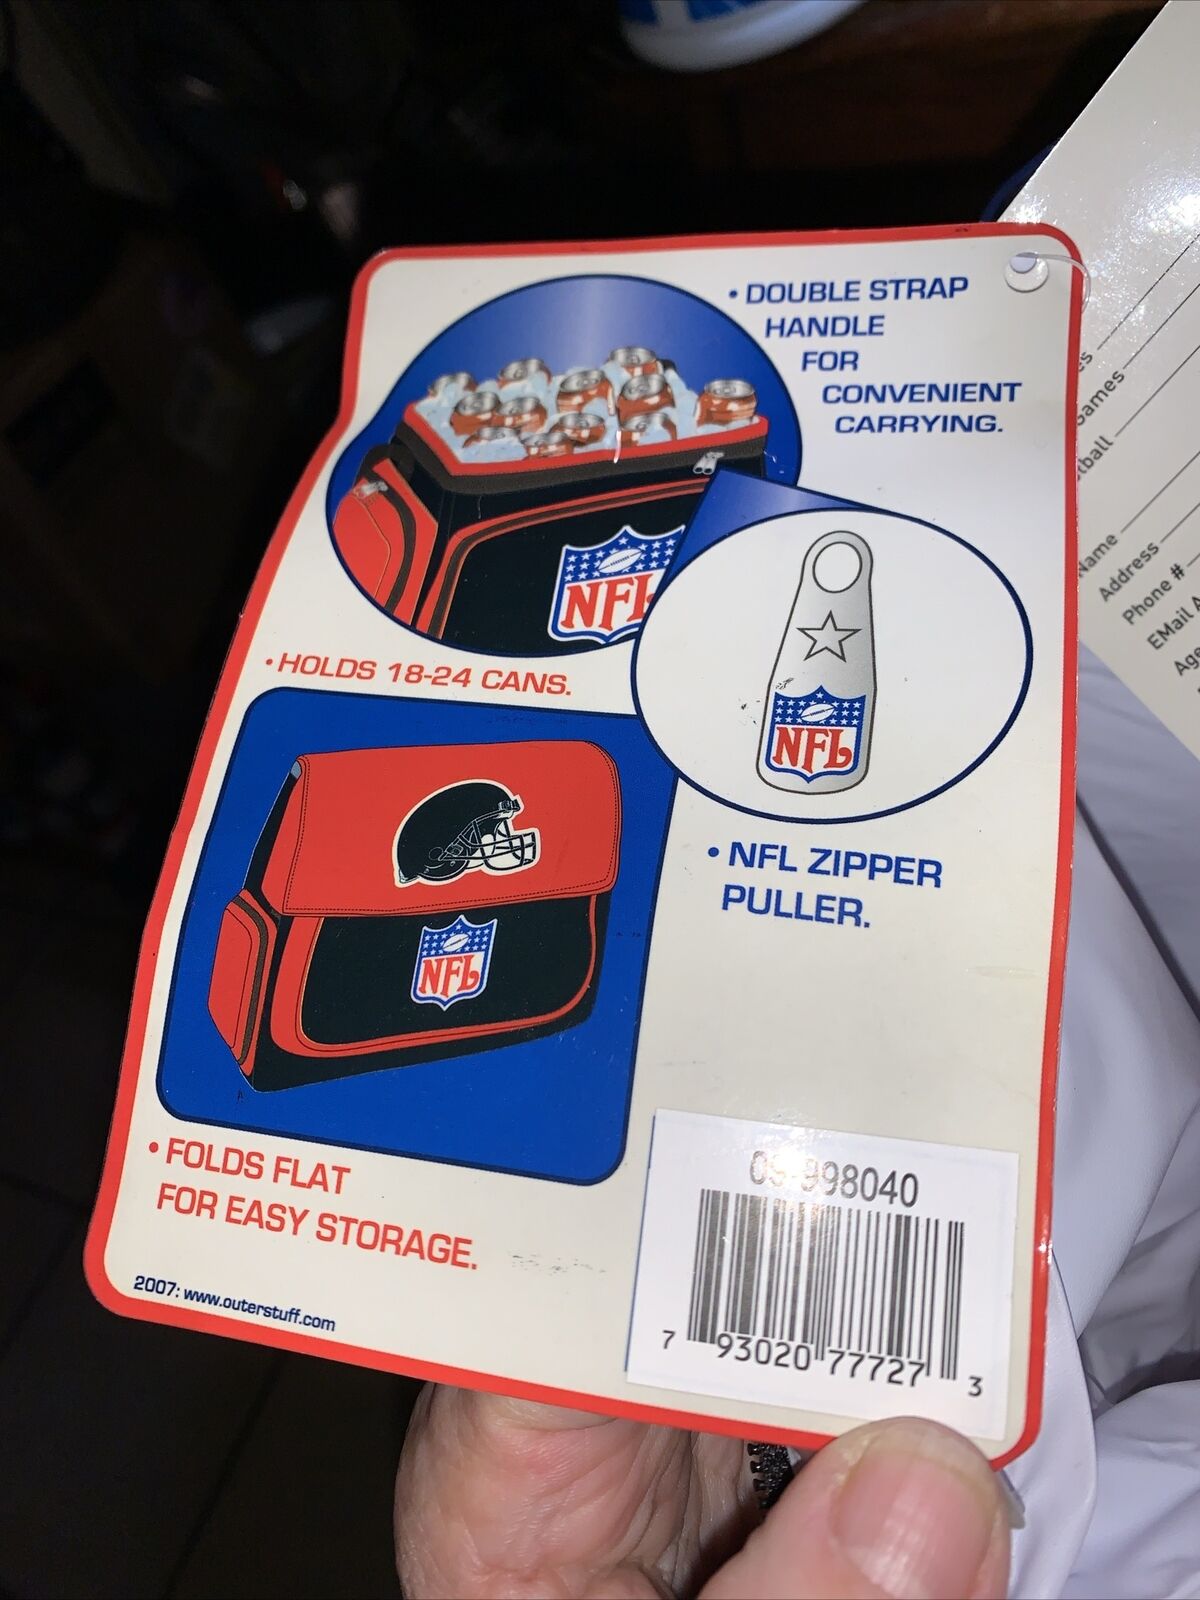 • DOUBLE STRAP
HANDLE
FOR
CONVENIENT
CARRYING.
NFL
• HOLDS 18-24 CANS.
NFL
• NFL ZIPPER
PULLER.
NFL
• FOLDS FLAT
FOR EASY STORAGE.
2007: www.outerstuff.com
998040
7 93020 77727 3
Games
Name
Address
Phone #
EMail
Age